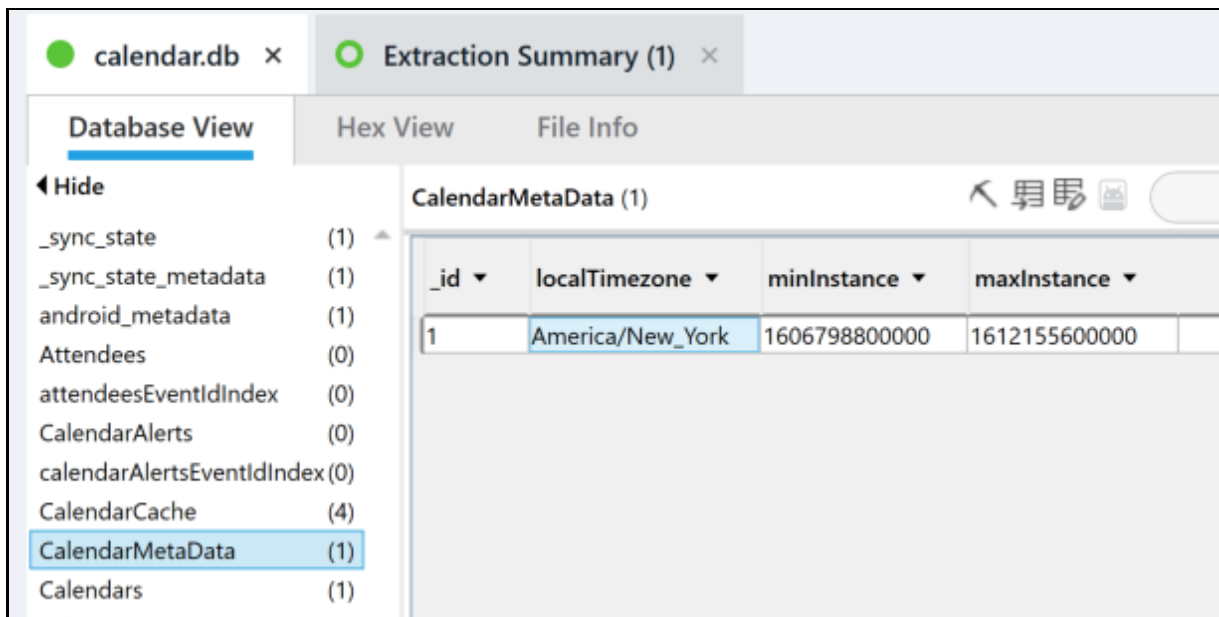 calendar.db × Extraction Summary (1) ×
Database View Hex View File Info
Hide
CalendarMetaData (1)
_sync_state (1)
_sync_state_metadata (1)
android_metadata (1)
Attendees (0)
attendeesEventIdIndex (0)
CalendarAlerts (0)
calendarAlertsEventIdIndex (0)
CalendarCache (4)
CalendarMetaData (1)
Calendars (1)
_id localTimezone minInstance maxInstance
1 America/New_York 1606798800000 1612155600000